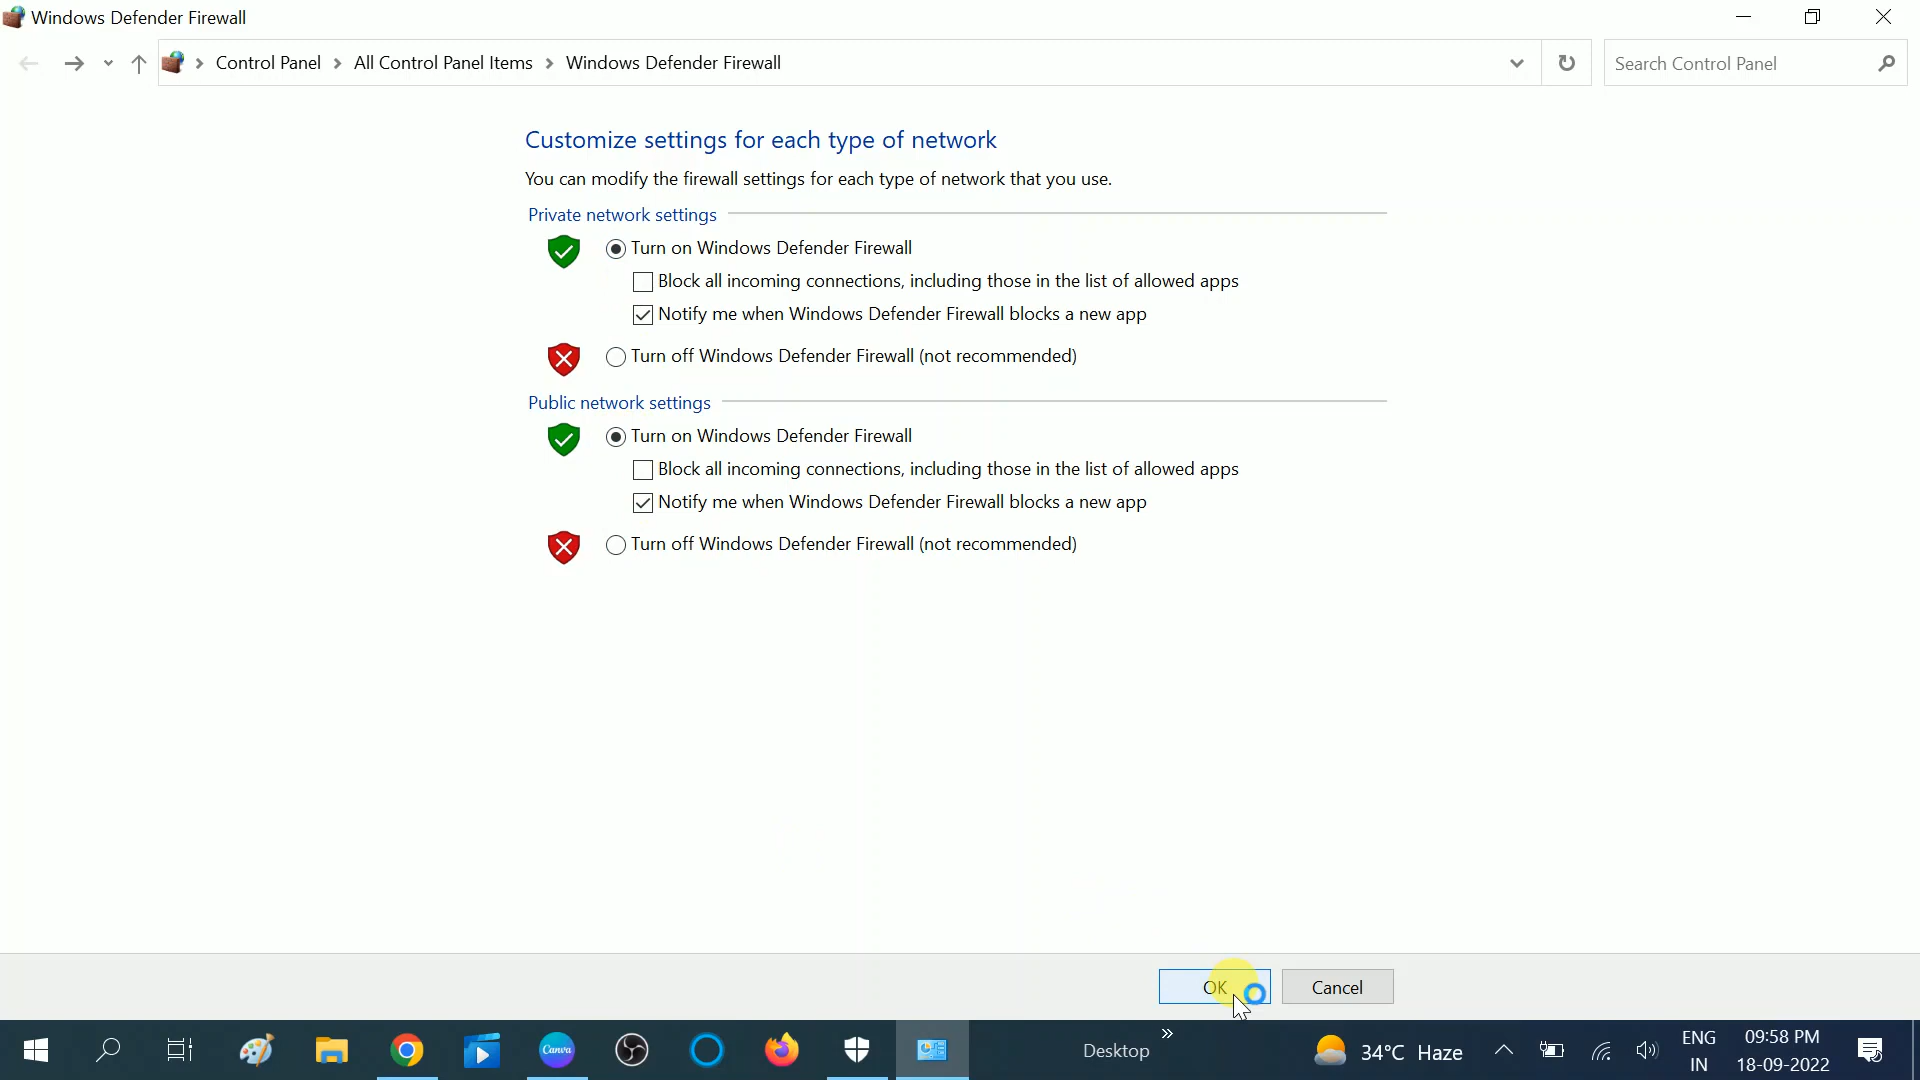 Windows Defender Firewall
Control Panel > All Control Panel Items > Windows Defender Firewall
Search Control Panel
Customize settings for each type of network
You can modify the firewall settings for each type of network that you use.
Private network settings
Turn on Windows Defender Firewall
Block all incoming connections, including those in the list of allowed apps
Notify me when Windows Defender Firewall blocks a new app
Turn off Windows Defender Firewall (not recommended)
Public network settings
Turn on Windows Defender Firewall
Block all incoming connections, including those in the list of allowed apps
Notify me when Windows Defender Firewall blocks a new app
Turn off Windows Defender Firewall (not recommended)
OK
Cancel
Canva
Desktop
34°C Haze
ENG
IN
09:58 PM
18-09-2022